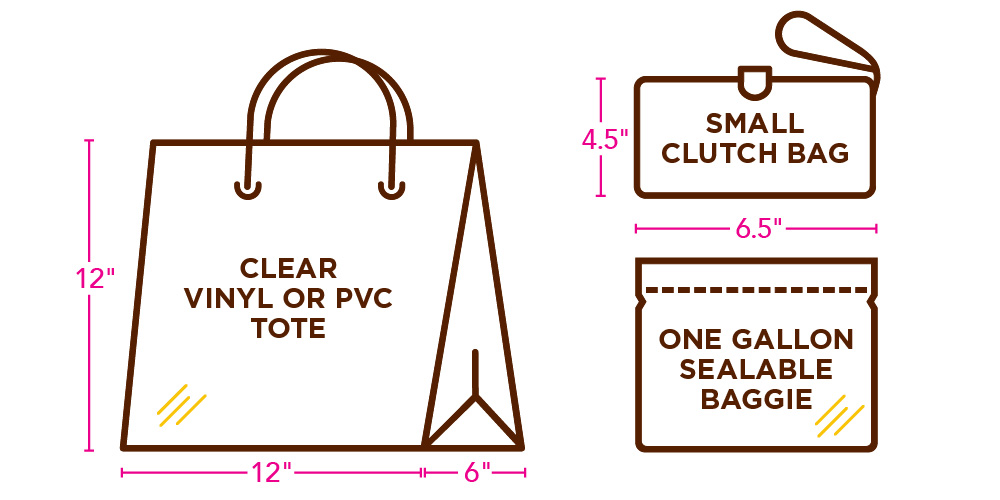 12"
CLEAR
VINYL OR PVC
TOTE
12"
6"
4.5"
SMALL
CLUTCH BAG
6.5"
ONE GALLON
SEALABLE
BAGGIE